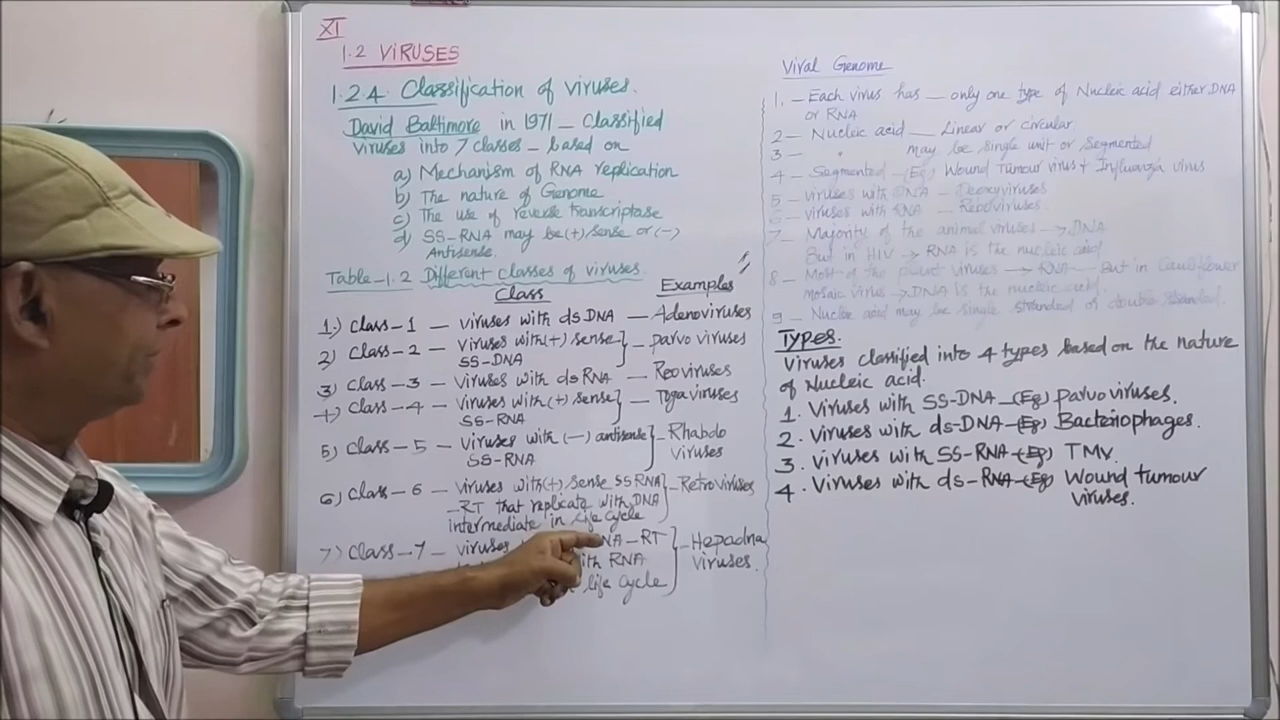 XI
1.2 VIRUSES
1.2.4. Classification of viruses.
David Baltimore in 1971 – Classified
viruses into 7 classes – based on
a) Mechanism of RNA replication
b) The nature of Genome
c) The use of reverse transcriptase
d) SS-RNA may be (+) sense or (–)
Antisense.
Table-1.2 Different classes of viruses.
Class Examples
1.) Class-1 – Viruses with dsDNA – Adenoviruses
2) Class-2 – Viruses with (+) sense
SS-DNA } – parvo viruses
3) Class-3 – Viruses with dsRNA – Reoviruses
4) Class-4 – Viruses with (+) sense
SS-RNA } – Toga viruses
5) Class-5 – Viruses with (–) antisense
SS-RNA } – Rhabdo
viruses
6) Class-6 – Viruses with (+) sense SSRNA
–RT that replicate with DNA
intermediate in life cycle } – Retroviruses
7) Class-7 – viruses NA–RT
with RNA
life cycle } – Hepadna
viruses.
Viral Genome
1. – Each virus has – only one type of Nucleic acid either DNA
or RNA
2 – Nucleic acid – Linear or circular
3 – " may be single unit or segmented
4 – Segmented – (Eg) Wound Tumour virus + Influenza virus
5 – viruses with DNA – Deoxyviruses
6 – viruses with RNA – Riboviruses.
7 – Majority of the animal viruses → DNA
But in HIV → RNA is the nucleic acid
8 – Most of the plant viruses → RNA – But in Cauliflower
mosaic virus → DNA is the nucleic acid.
9 – Nucleic acid may be single stranded or double stranded.
Types.
Viruses classified into 4 types based on the nature
of Nucleic acid.
1. Viruses with SS-DNA – (Eg) Parvoviruses.
2. Viruses with ds-DNA – (Eg) Bacteriophages.
3. viruses with SS-RNA – (Eg) TMV.
4. Viruses with ds-RNA – (Eg) Wound tumour
viruses.